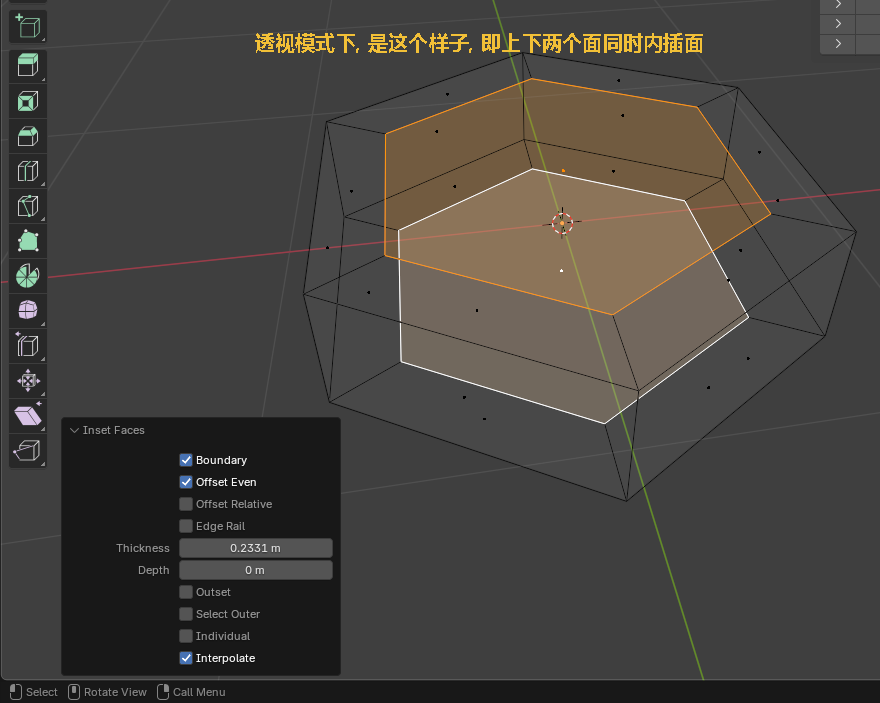 透视模式下, 是这个样子, 即上下两个面同时内插面
Inset Faces
Boundary
Offset Even
Offset Relative
Edge Rail
Thickness 0.2331 m
Depth 0 m
Outset
Select Outer
Individual
Interpolate
Select Rotate View Call Menu